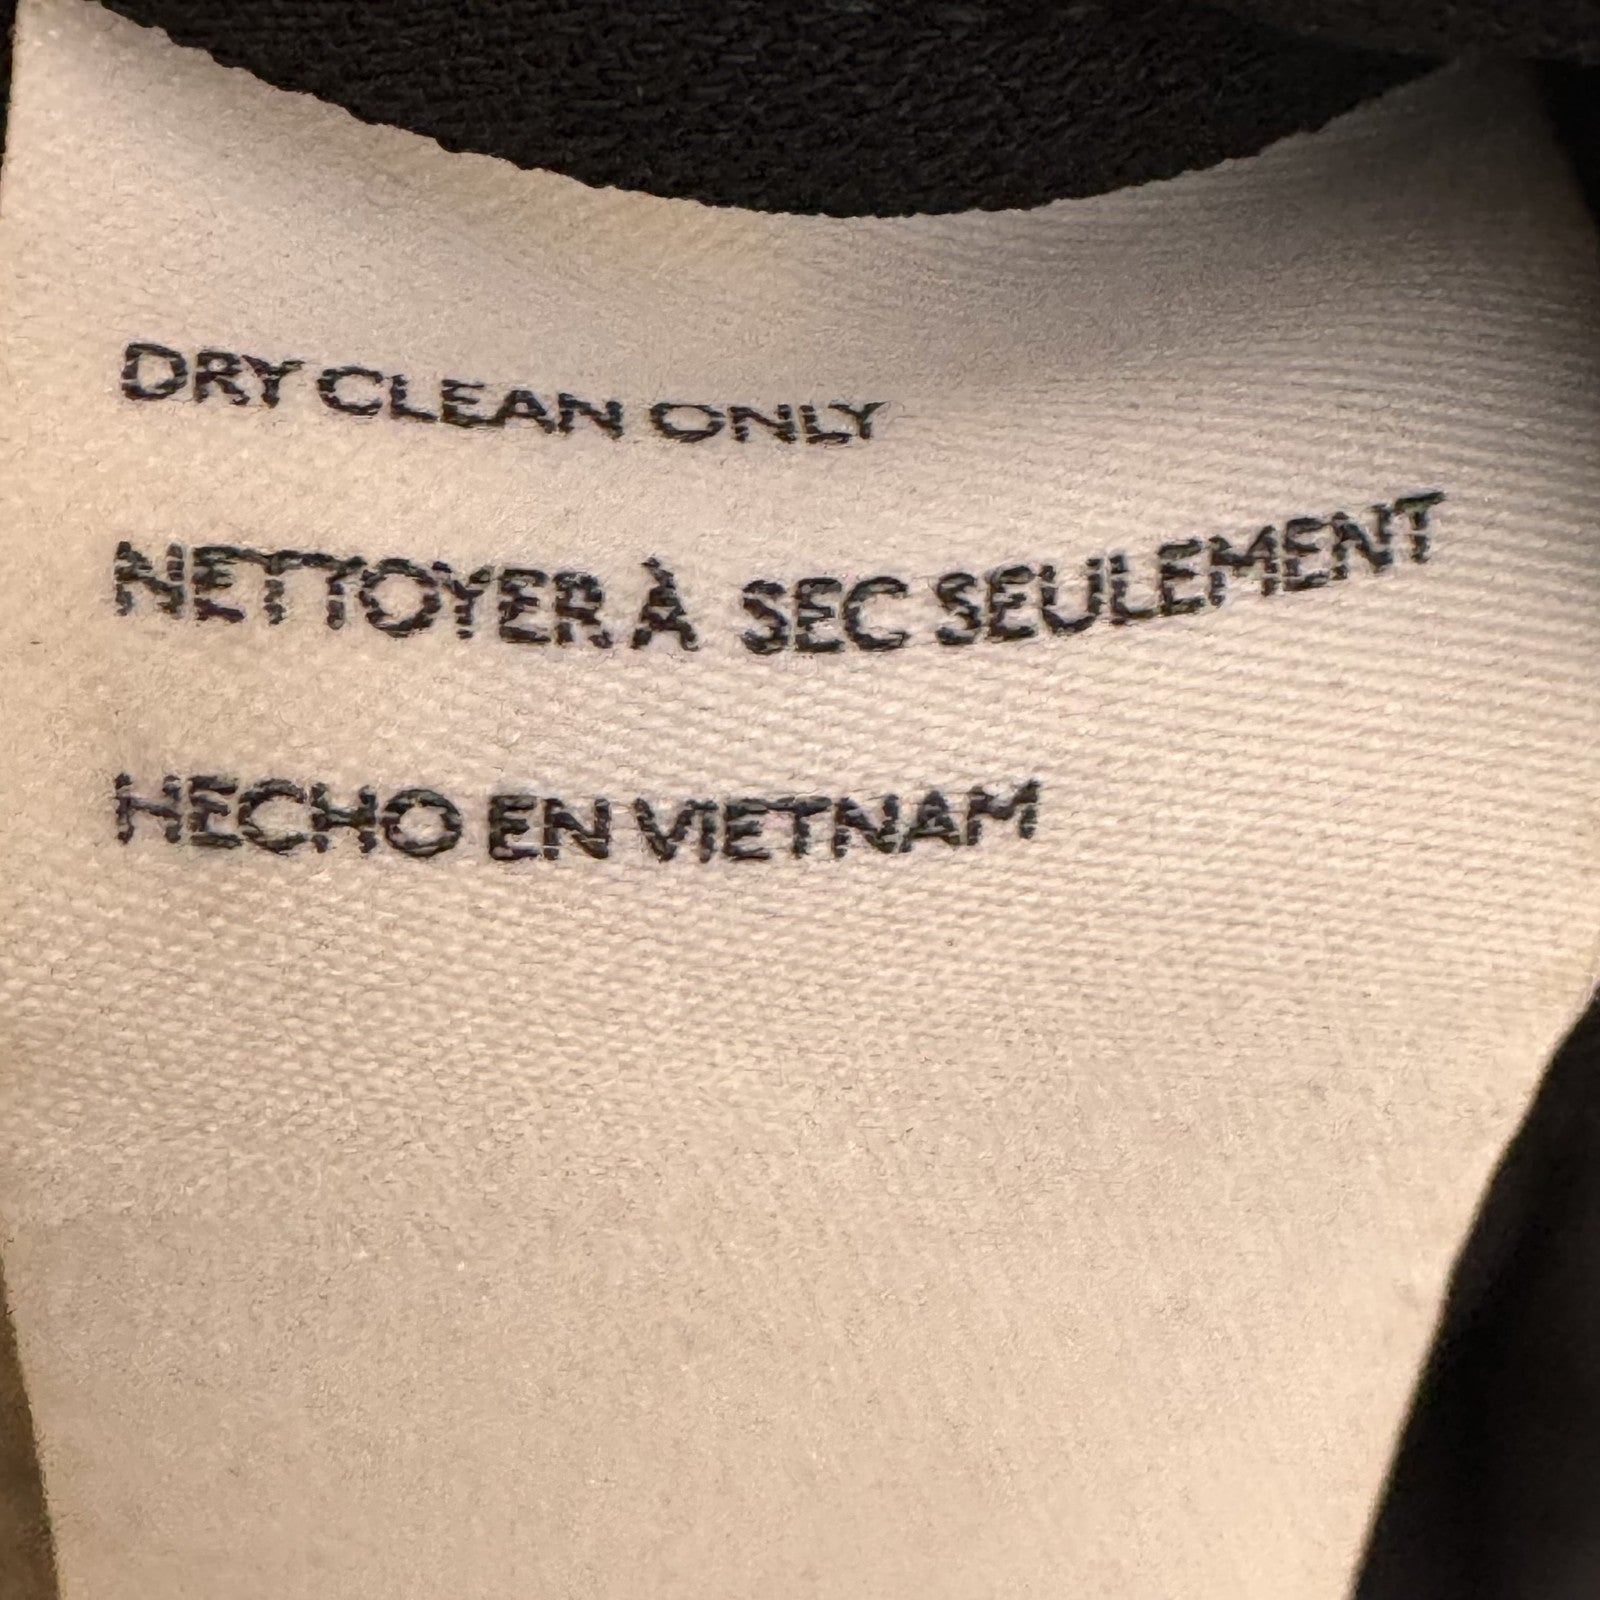 DRY CLEAN ONLY
NETTOYER À SEC SEULEMENT
HECHO EN VIETNAM